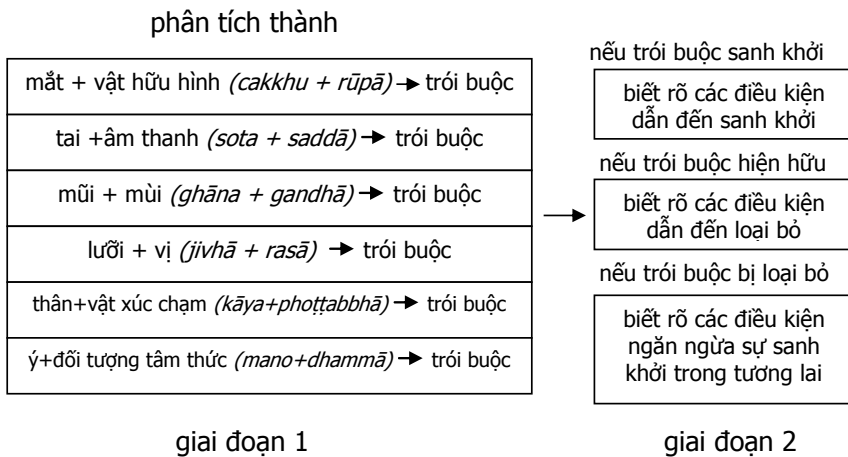 phân tích thành
mắt + vật hữu hình (cakkhu + rūpā) → trói buộc
tai +âm thanh (sota + saddā) → trói buộc
mũi + mùi (ghāna + gandhā) → trói buộc
lưỡi + vị (jivhā + rasā) → trói buộc
thân+vật xúc chạm (kāya+phoṭṭabbhā) → trói buộc
ý+đối tượng tâm thức (mano+dhammā) → trói buộc
giai đoạn 1
nếu trói buộc sanh khởi
biết rõ các điều kiện
dẫn đến sanh khởi
nếu trói buộc hiện hữu
biết rõ các điều kiện
dẫn đến loại bỏ
nếu trói buộc bị loại bỏ
biết rõ các điều kiện
ngăn ngừa sự sanh
khởi trong tương lai
giai đoạn 2